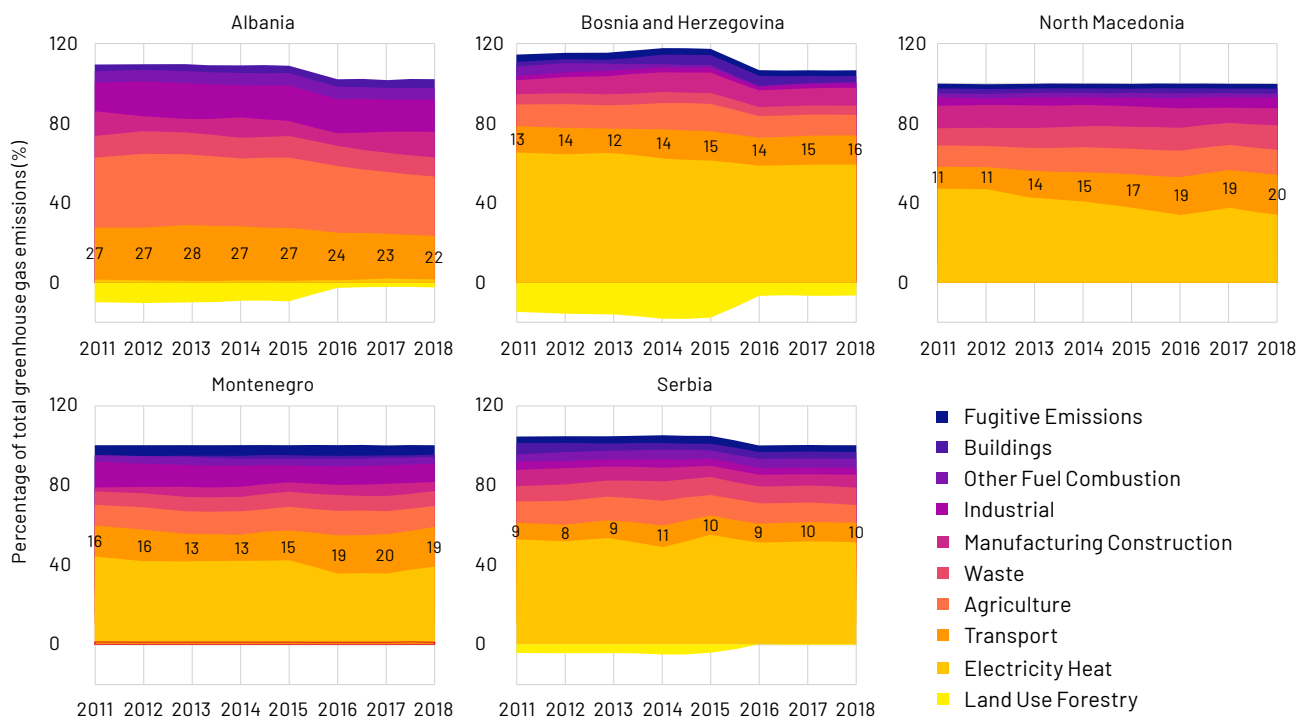 Percentage of total greenhouse gas emissions(%)
Albania
120
80
40
0
27 27 28 27 27 24 23 22
2011 2012 2013 2014 2015 2016 2017 2018
Bosnia and Herzegovina
120
80
40
0
13 14 12 14 15 14 15 16
2011 2012 2013 2014 2015 2016 2017 2018
North Macedonia
120
80
40
0
11 11 14 15 17 19 19 20
2011 2012 2013 2014 2015 2016 2017 2018
Montenegro
120
80
40
0
16 16 13 13 15 19 20 19
2011 2012 2013 2014 2015 2016 2017 2018
Serbia
120
80
40
0
9 8 9 11 10 9 10 10
2011 2012 2013 2014 2015 2016 2017 2018
Fugitive Emissions
Buildings
Other Fuel Combustion
Industrial
Manufacturing Construction
Waste
Agriculture
Transport
Electricity Heat
Land Use Forestry